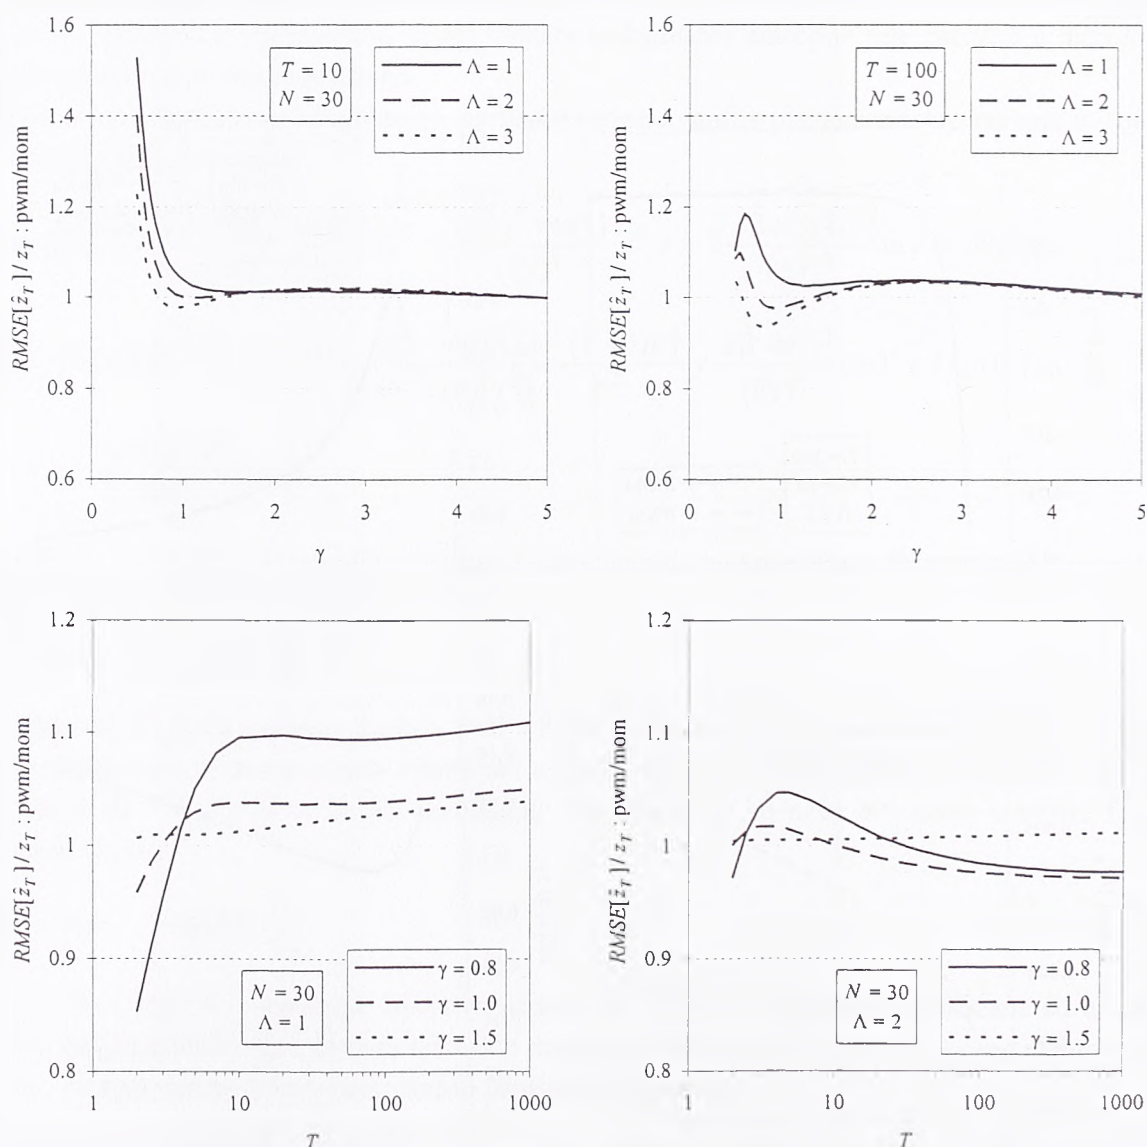 1.6
1.4
1.2
1
0.8
0.6
0
1
2
3
4
5
γ
RMSE[ẑ_T]/ z_T : pwm/mom
T = 10
N = 30
Λ = 1
Λ = 2
Λ = 3
1.6
1.4
1.2
1
0.8
0.6
0
1
2
3
4
5
γ
RMSE[ẑ_T]/ z_T : pwm/mom
T = 100
N = 30
Λ = 1
Λ = 2
Λ = 3
1.2
1.1
1
0.9
0.8
1
10
100
1000
T
RMSE[ẑ_T]/ z_T : pwm/mom
N = 30
Λ = 1
γ = 0.8
γ = 1.0
γ = 1.5
1.2
1.1
1
0.9
0.8
1
10
100
1000
T
RMSE[ẑ_T]/ z_T : pwm/mom
N = 30
Λ = 2
γ = 0.8
γ = 1.0
γ = 1.5